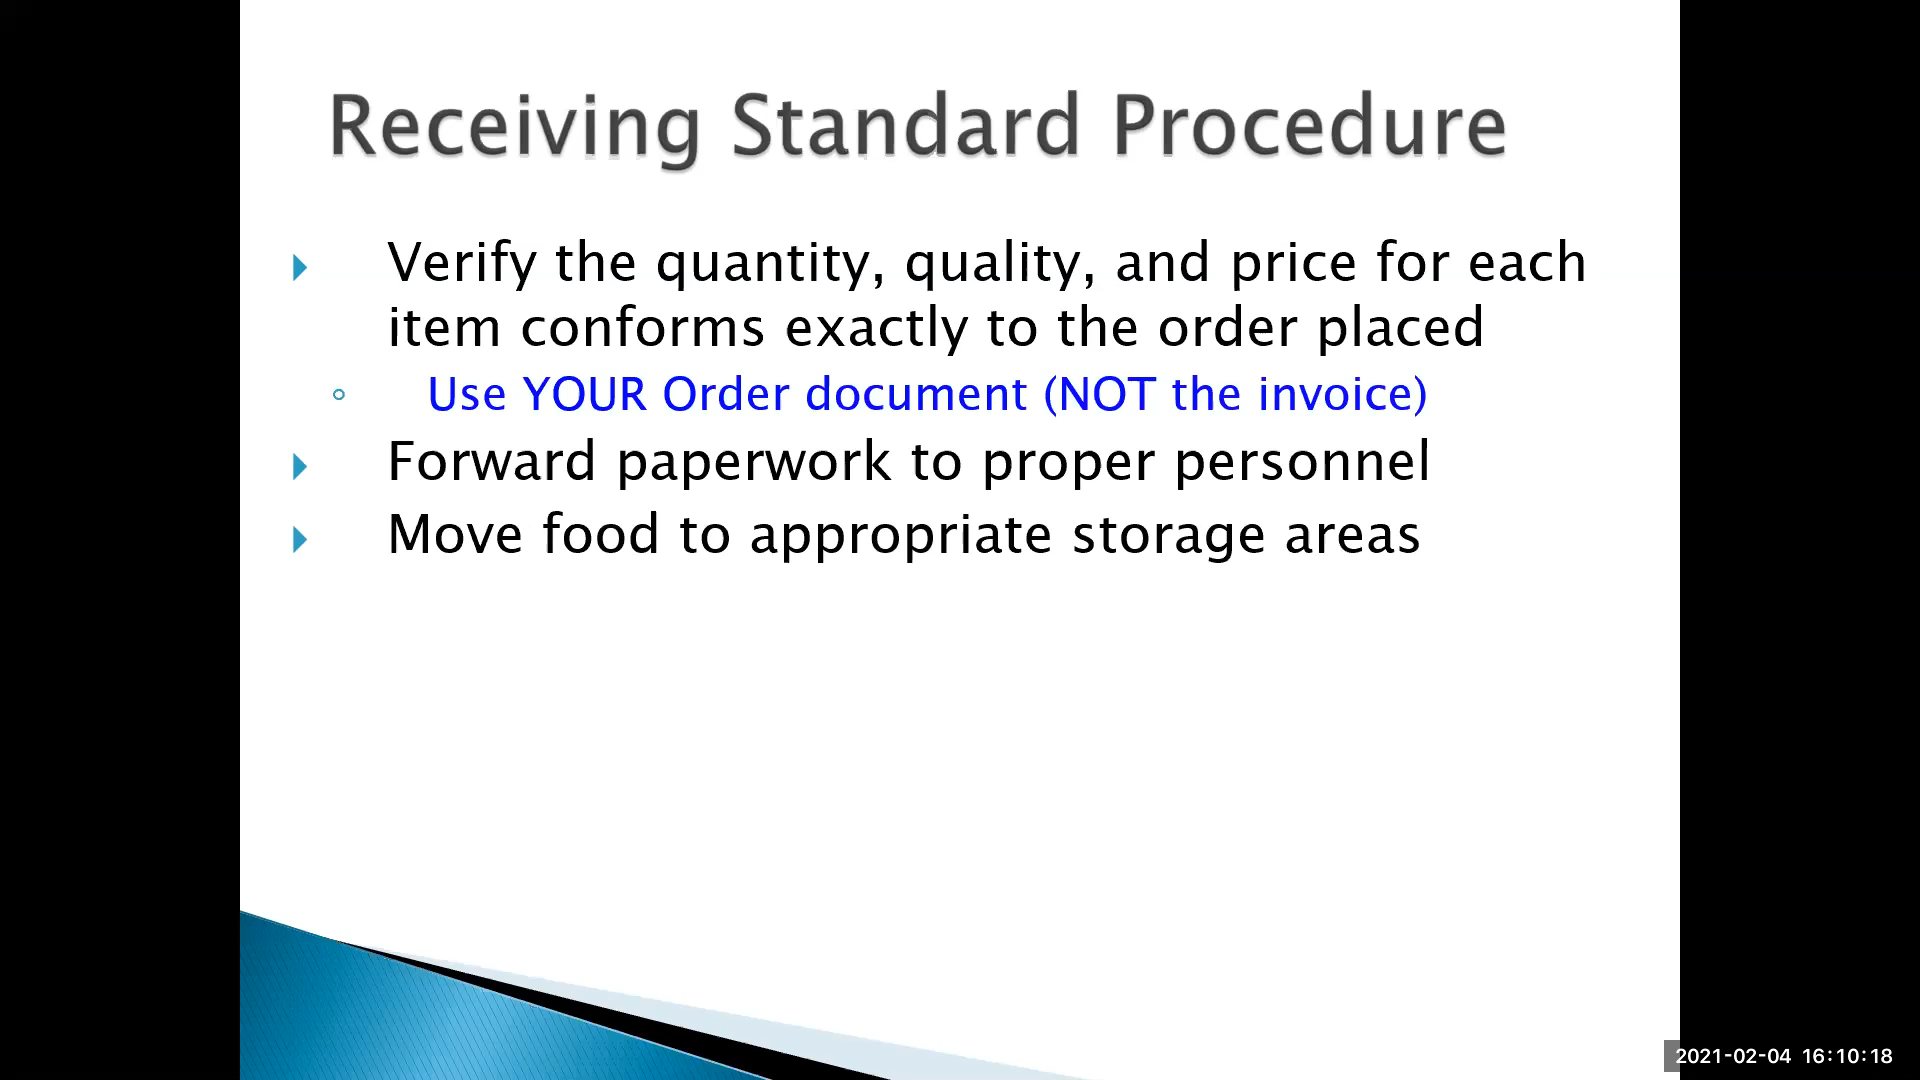 Receiving Standard Procedure
Verify the quantity, quality, and price for each
item conforms exactly to the order placed
Use YOUR Order document (NOT the invoice)
Forward paperwork to proper personnel
Move food to appropriate storage areas
2021-02-04 16:10:18